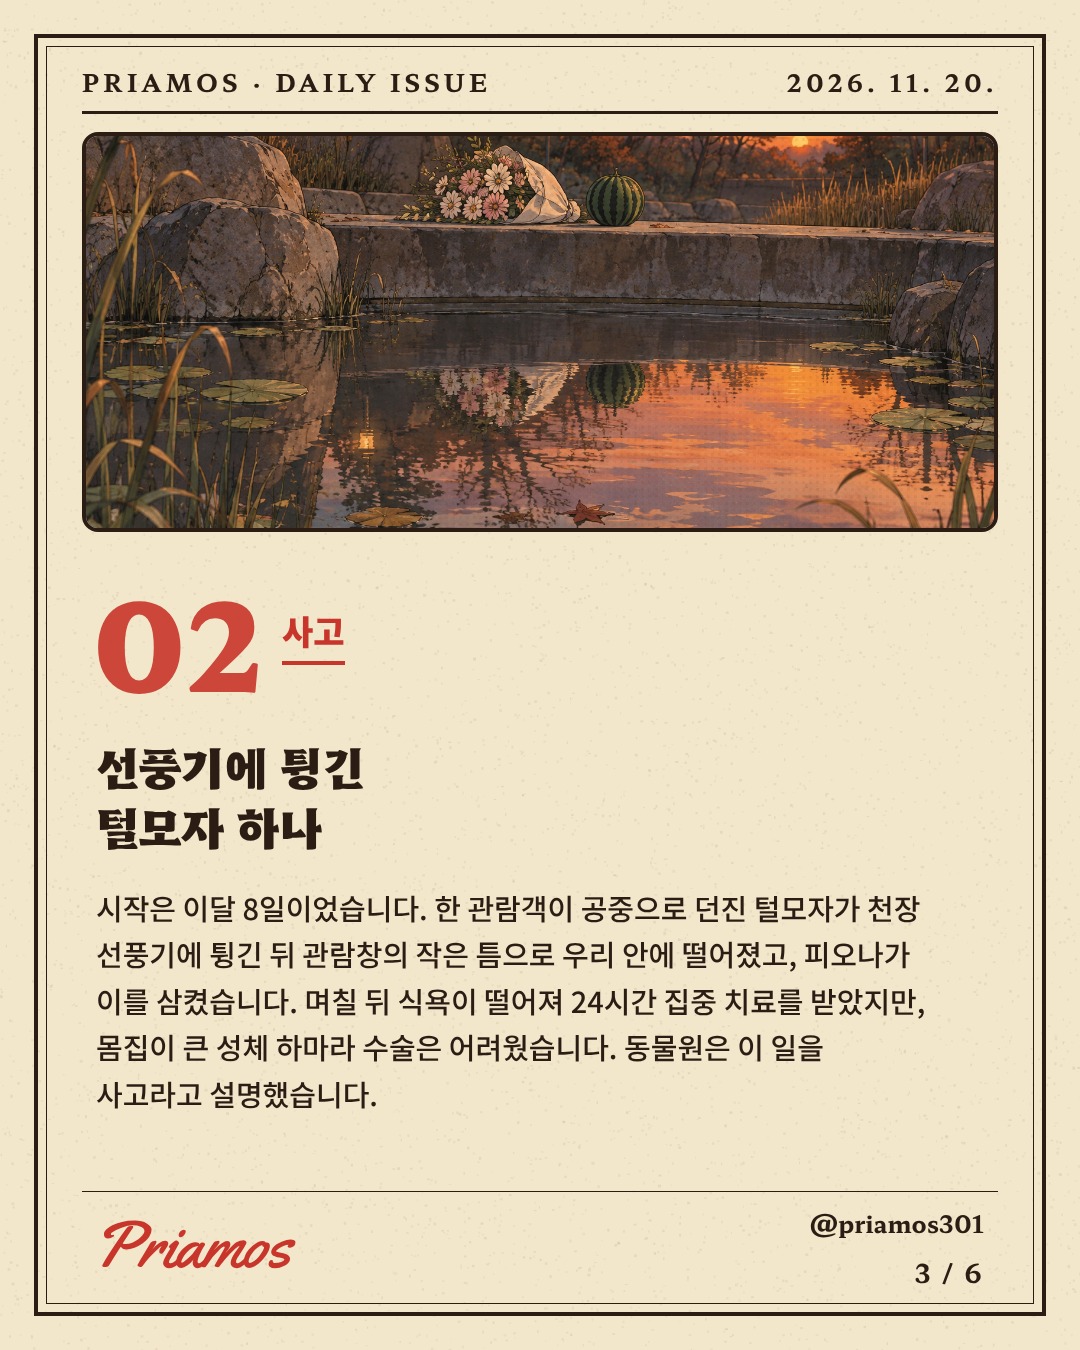 PRIAMOS · DAILY ISSUE
2026. 11. 20.
02
사고
선풍기에 튕긴
털모자 하나
시작은 이달 8일이었습니다. 한 관람객이 공중으로 던진 털모자가 천장
선풍기에 튕긴 뒤 관람창의 작은 틈으로 우리 안에 떨어졌고, 피오나가
이를 삼켰습니다. 며칠 뒤 식욕이 떨어져 24시간 집중 치료를 받았지만,
몸집이 큰 성체 하마라 수술은 어려웠습니다. 동물원은 이 일을
사고라고 설명했습니다.
Priamos
@priamos301
3 / 6